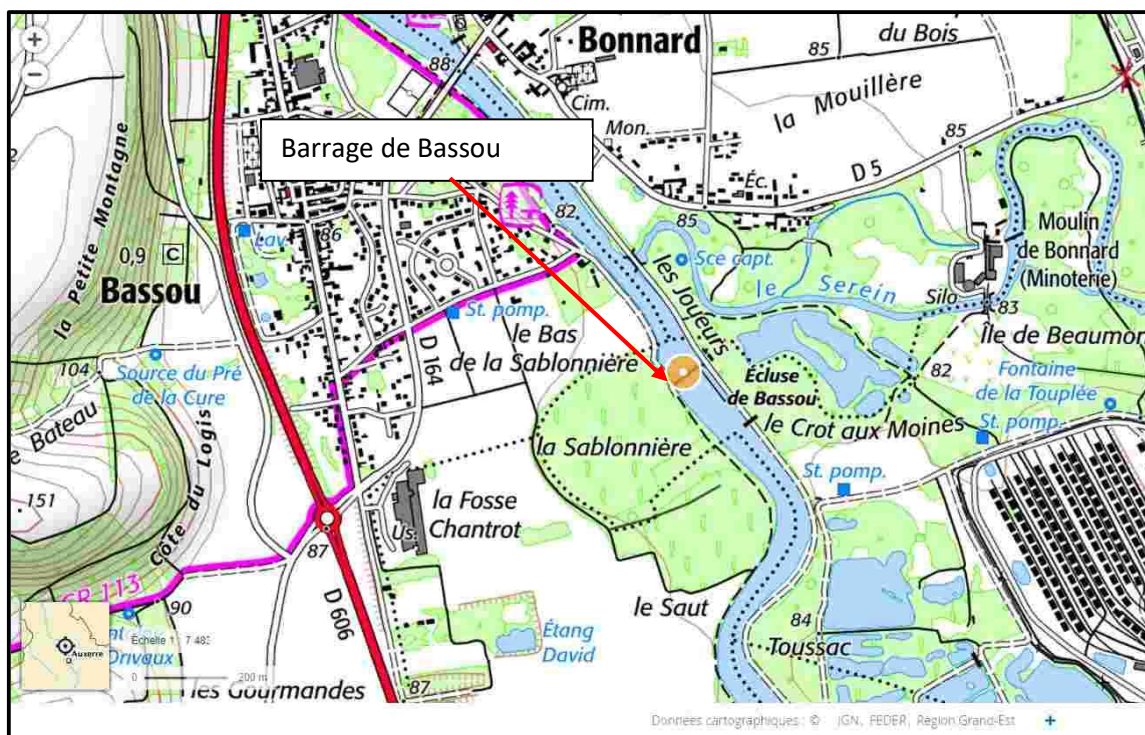 Bonnard
du Bois
85
la Mouillère
88
Cim.
Mon.
85
D 5
Barrage de Bassou
Éc.
la Petite Montagne
82
85
Moulin
de Bonnard
(Minoterie)
Lav.
86
0,9 C
Bassou
Sce capt.
les Joueurs
le Serein
Silo
83
St. pomp.
Île de Beaumon
le Bas
de la Sablonnière
D 164
104
Source du Pré
de la Cure
Écluse
de Bassou
82
Fontaine
de la Touplée
le Crot aux Moines
St. pomp.
Bateau
Côte du Logis
la Sablonnière
St. pomp.
151
la Fosse
Chantrot
Us.
87
le Saut
GR 113
90
D 606
Étang
David
84
Toussac
Auxerre
0
200 m
les Gourmandes
87
Données cartographiques : © IGN, FEDER, Région Grand-Est